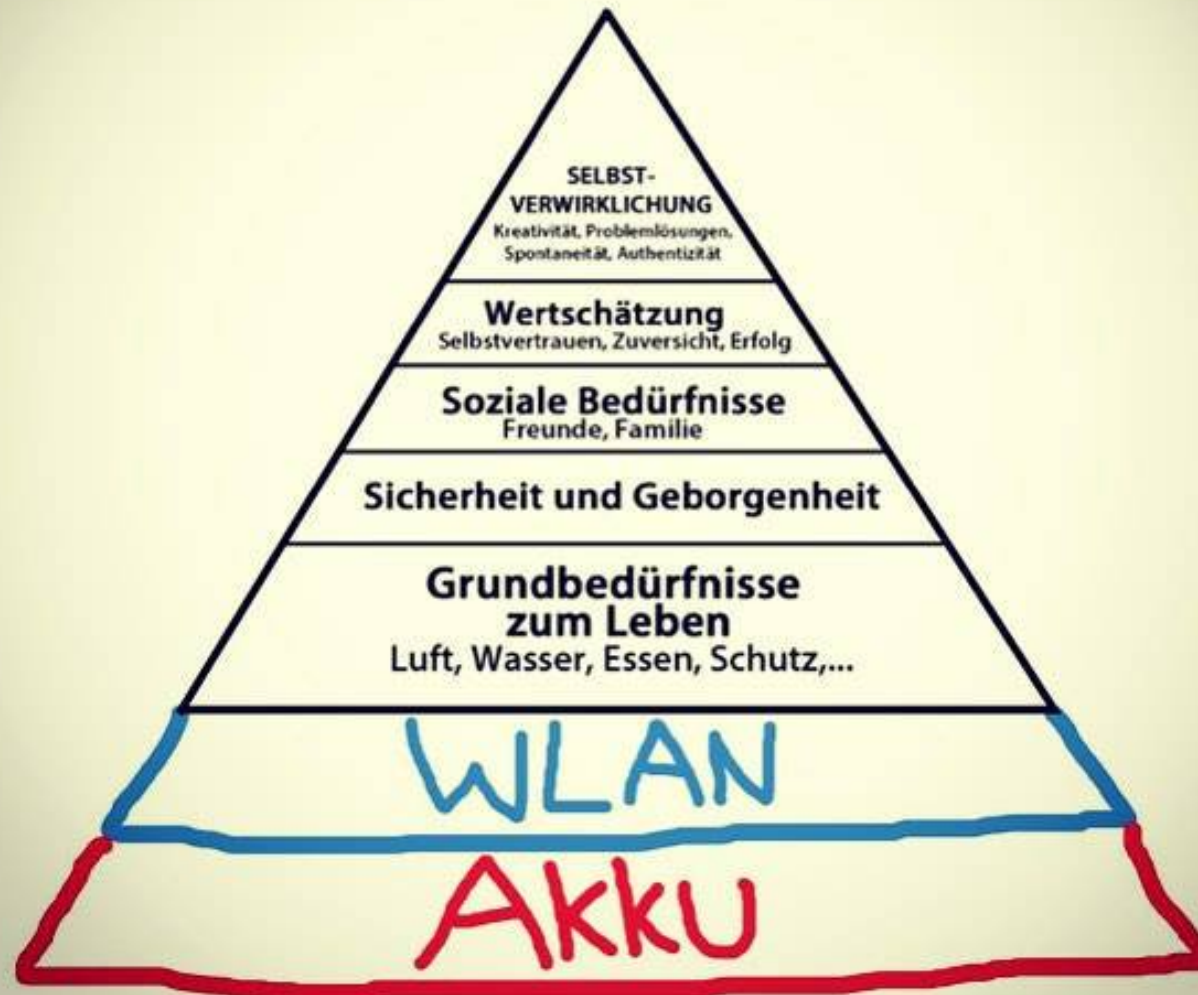 SELBST-
VERWIRKLICHUNG
Kreativität, Problemlösungen,
Spontaneität, Authentizität
Wertschätzung
Selbstvertrauen, Zuversicht, Erfolg
Soziale Bedürfnisse
Freunde, Familie
Sicherheit und Geborgenheit
Grundbedürfnisse
zum Leben
Luft, Wasser, Essen, Schutz,...
WLAN
AKKU